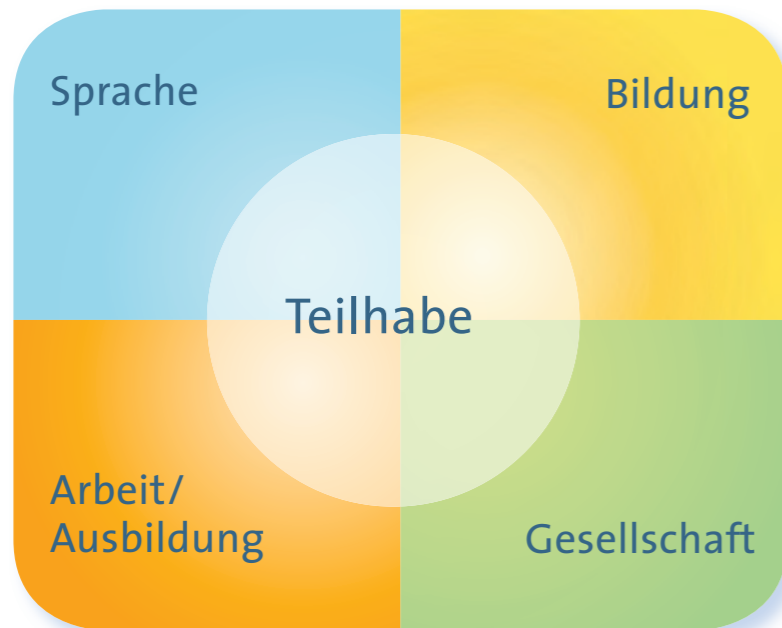 Sprache
Bildung
Teilhabe
Arbeit/
Ausbildung
Gesellschaft